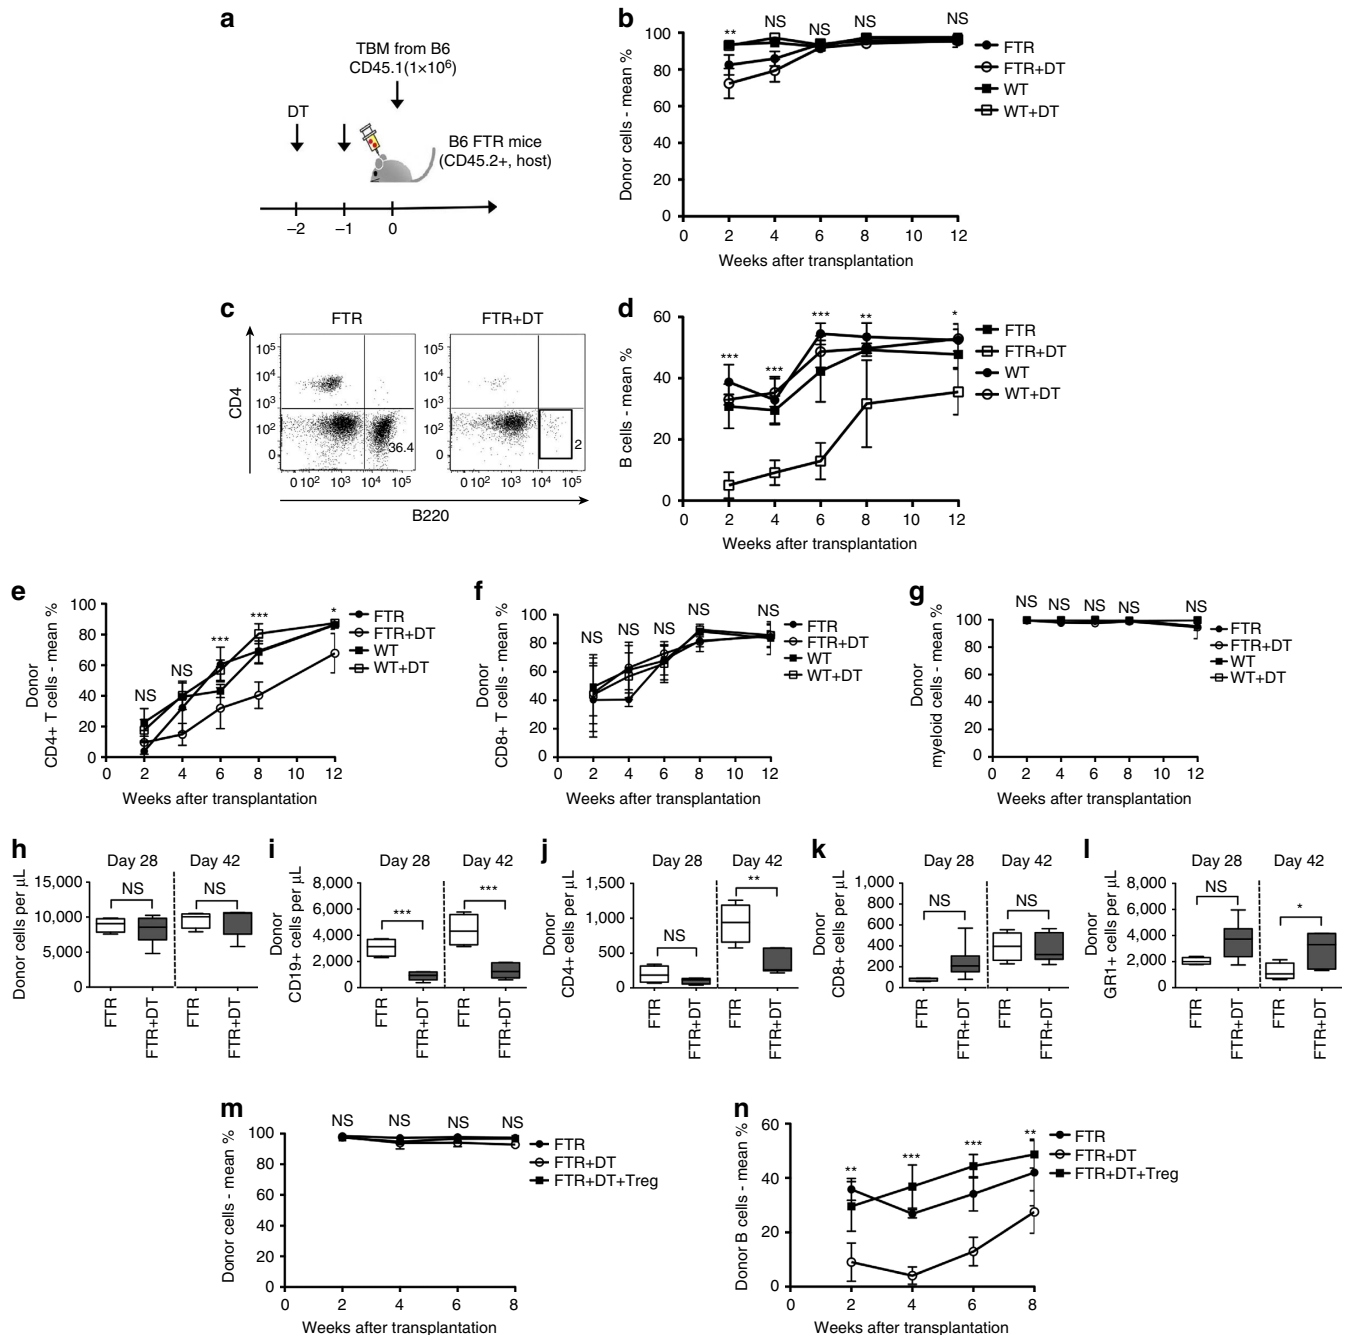 a
TBM from B6
CD45.1(1×10⁶)
DT
B6 FTR mice
(CD45.2+, host)
–2 –1 0
b
Donor cells - mean %
100
80
60
40
20
0
** NS NS NS NS
FTR
FTR+DT
WT
WT+DT
0 2 4 6 8 10 12
Weeks after transplantation
c
FTR FTR+DT
CD4
10⁵
10⁴
10³
10²
0
36.4
0 10² 10³ 10⁴ 10⁵
10⁵
10⁴
10³
10²
0
2
0 10² 10³ 10⁴ 10⁵
B220
d
B cells - mean %
60
40
20
0
*** *** *** ** *
FTR
FTR+DT
WT
WT+DT
0 2 4 6 8 10 12
Weeks after transplantation
e
Donor
CD4+ T cells - mean %
100
80
60
40
20
0
NS NS *** *** *
FTR
FTR+DT
WT
WT+DT
0 2 4 6 8 10 12
Weeks after transplantation
f
Donor
CD8+ T cells - mean %
100
80
60
40
20
0
NS NS NS NS NS
FTR
FTR+DT
WT
WT+DT
0 2 4 6 8 10 12
Weeks after transplantation
g
Donor
myeloid cells - mean %
100
80
60
40
20
0
NS NS NS NS NS
FTR
FTR+DT
WT
WT+DT
0 2 4 6 8 10 12
Weeks after transplantation
h
Day 28 Day 42
Donor cells per µL
15,000
10,000
5,000
0
NS NS
FTR FTR+DT FTR FTR+DT
i
Day 28 Day 42
Donor
CD19+ cells per µL
8,000
6,000
4,000
2,000
0
*** ***
FTR FTR+DT FTR FTR+DT
j
Day 28 Day 42
Donor
CD4+ cells per µL
1,500
1,000
500
0
NS **
FTR FTR+DT FTR FTR+DT
k
Day 28 Day 42
Donor
CD8+ cells per µL
1,000
800
600
400
200
0
NS NS
FTR FTR+DT FTR FTR+DT
l
Day 28 Day 42
Donor
GR1+ cells per µL
8,000
6,000
4,000
2,000
0
NS *
FTR FTR+DT FTR FTR+DT
m
Donor cells - mean %
100
80
60
40
20
0
NS NS NS NS
FTR
FTR+DT
FTR+DT+Treg
0 2 4 6 8
Weeks after transplantation
n
Donor B cells - mean %
60
40
20
0
** *** *** **
FTR
FTR+DT
FTR+DT+Treg
0 2 4 6 8
Weeks after transplantation